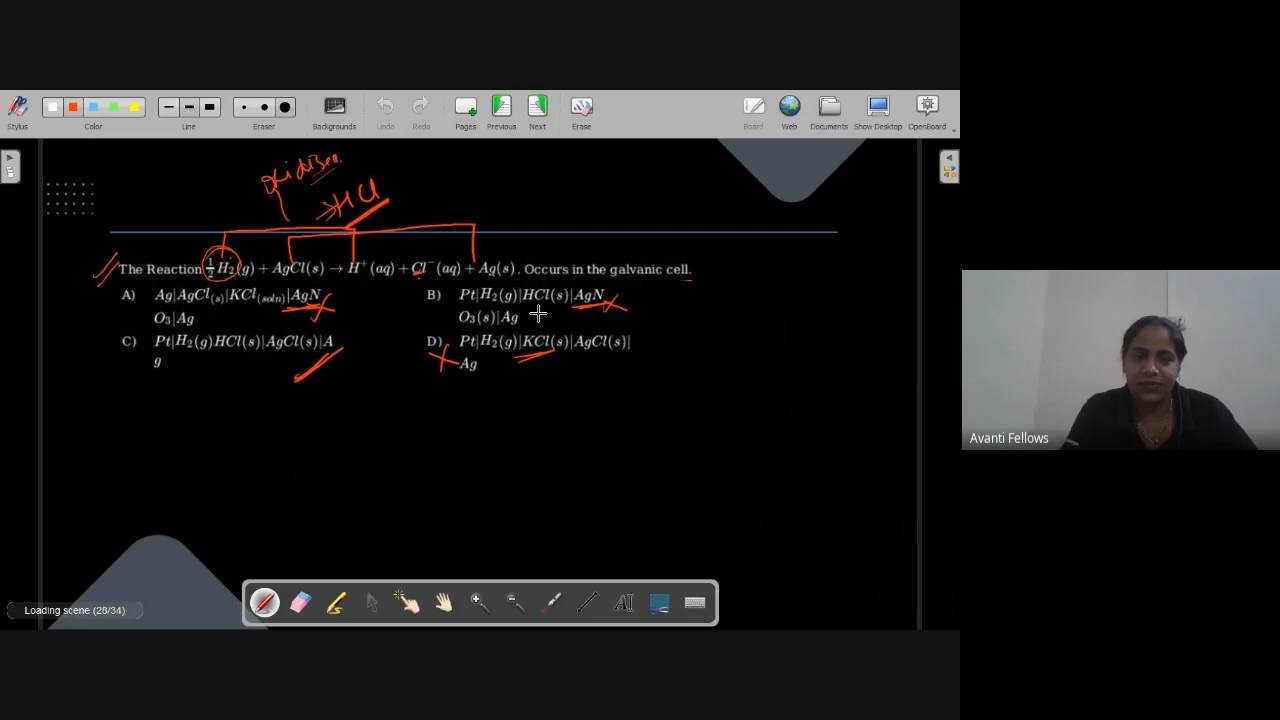 Stylus
Color
Line
Eraser
Backgrounds
Undo
Redo
Pages
Previous
Next
Erase
Board
Web
Documents
Show Desktop
OpenBoard
oxidises.
→HCl
The Reaction ½H₂(g) + AgCl(s) → H⁺(aq) + Cl⁻(aq) + Ag(s). Occurs in the galvanic cell.
A) Ag|AgCl₍s₎|KCl₍soln₎|AgN
O₃|Ag
B) Pt|H₂(g)|HCl(s)|AgN
O₃(s)|Ag
C) Pt|H₂(g)HCl(s)|AgCl(s)|A
g
D) Pt|H₂(g)|KCl(s)|AgCl(s)|
Ag
Avanti Fellows
Loading scene (28/34)
AI